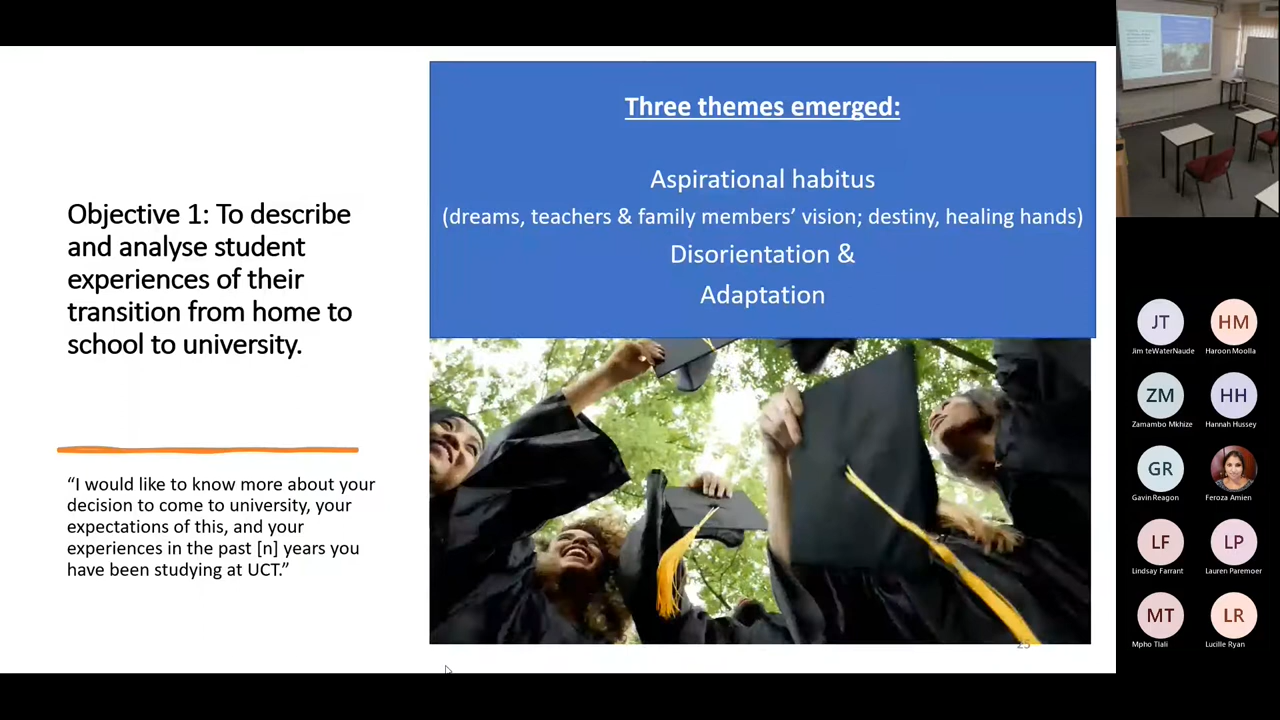 Objective 1: To describe
and analyse student
experiences of their
transition from home to
school to university.
“I would like to know more about your
decision to come to university, your
expectations of this, and your
experiences in the past [n] years you
have been studying at UCT.”
Three themes emerged:
Aspirational habitus
(dreams, teachers & family members’ vision; destiny, healing hands)
Disorientation &
Adaptation
25
JT
Jim teWaterNaude
HM
Haroon Moolla
ZM
Zamambo Mkhize
HH
Hannah Hussey
GR
Gavin Reagon
Feroza Amien
LF
Lindsay Farrant
LP
Lauren Paremoer
MT
Mpho Tlali
LR
Lucille Ryan